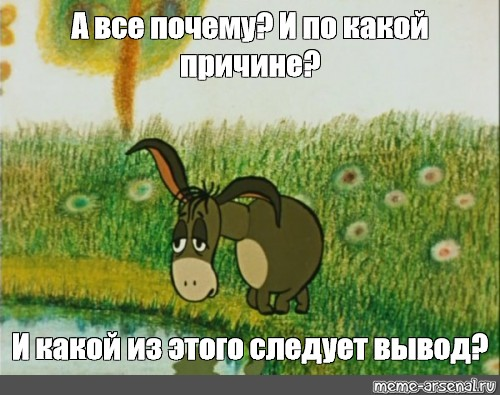 А все почему? И по какой
причине?
И какой из этого следует вывод?
meme-arsenal.ru